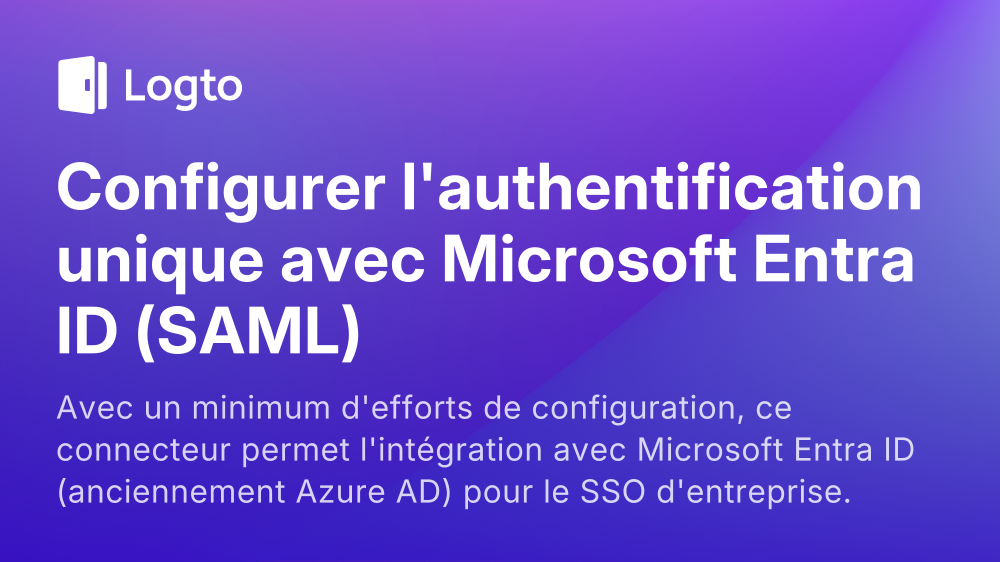 Logto
Configurer l'authentification
unique avec Microsoft Entra
ID (SAML)
Avec un minimum d'efforts de configuration, ce
connecteur permet l'intégration avec Microsoft Entra ID
(anciennement Azure AD) pour le SSO d'entreprise.